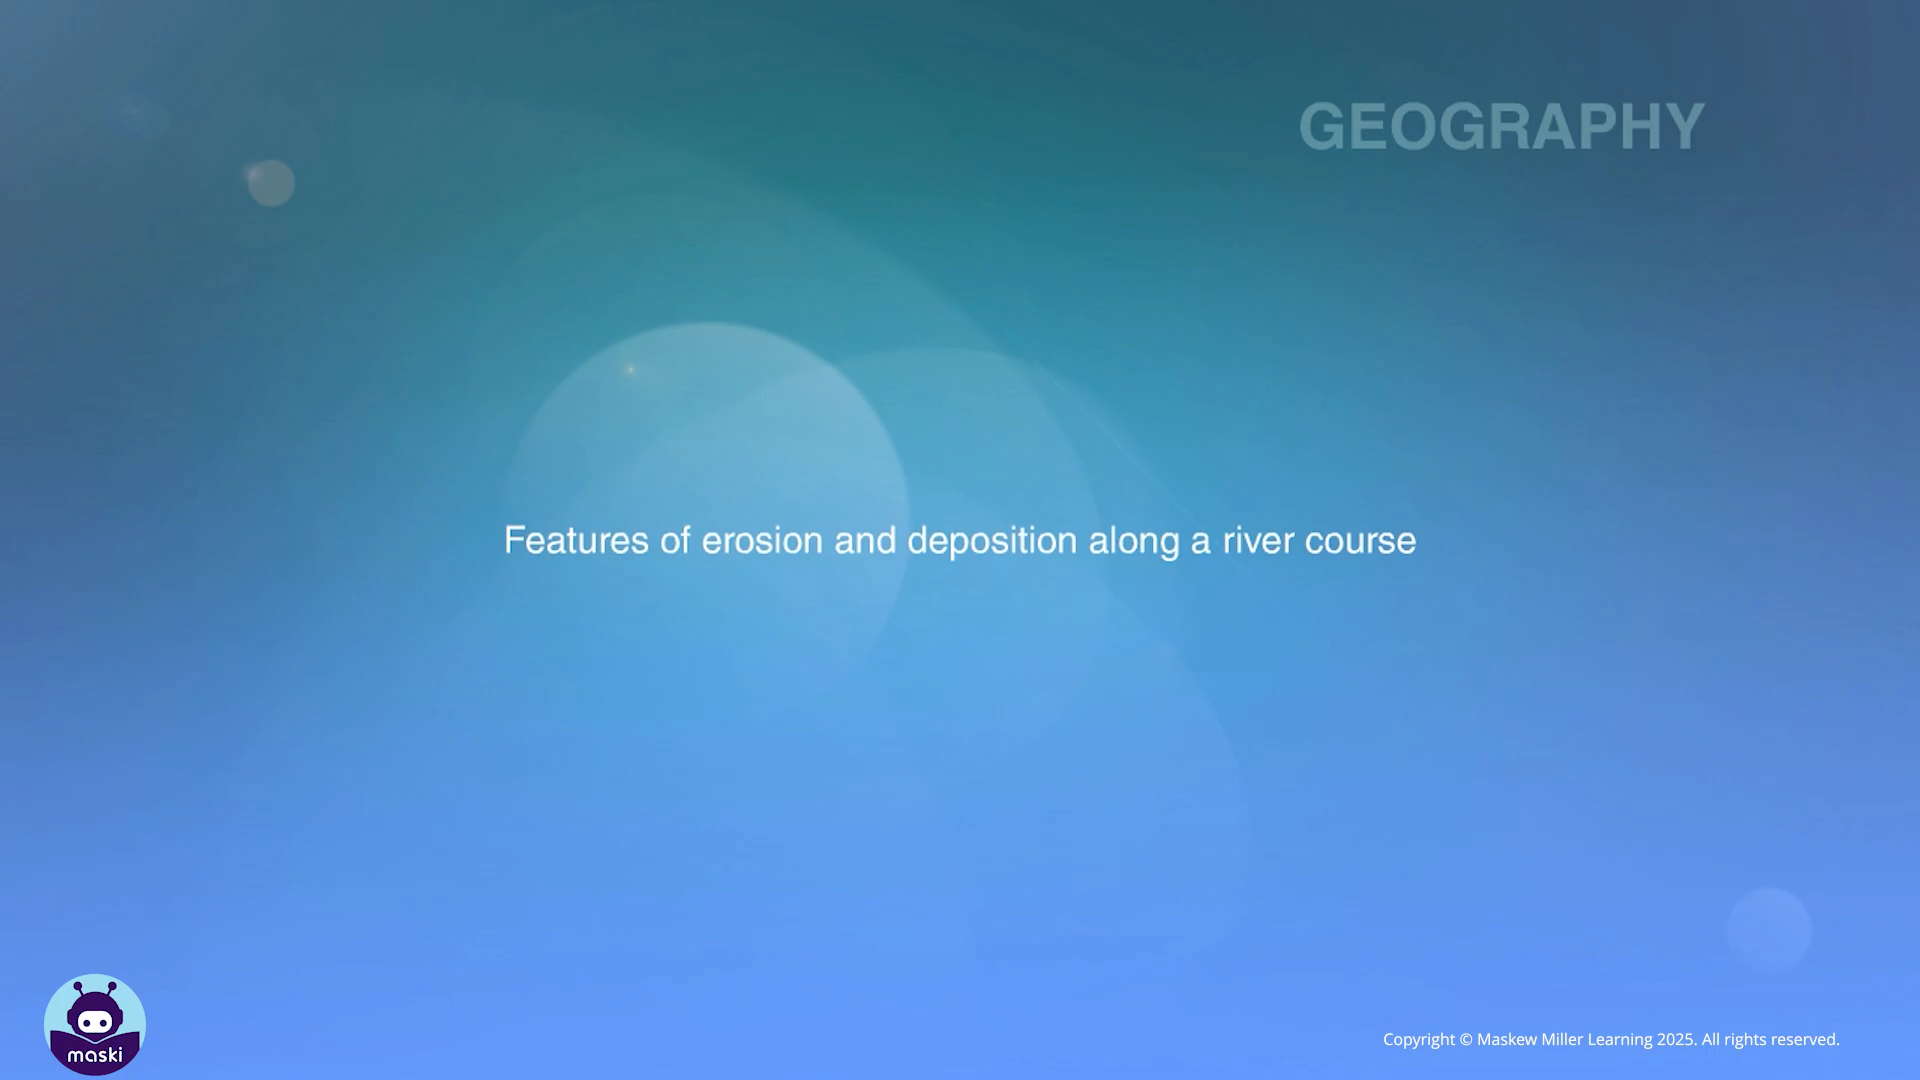 GEOGRAPHY
Features of erosion and deposition along a river course
maski
Copyright © Maskew Miller Learning 2025. All rights reserved.